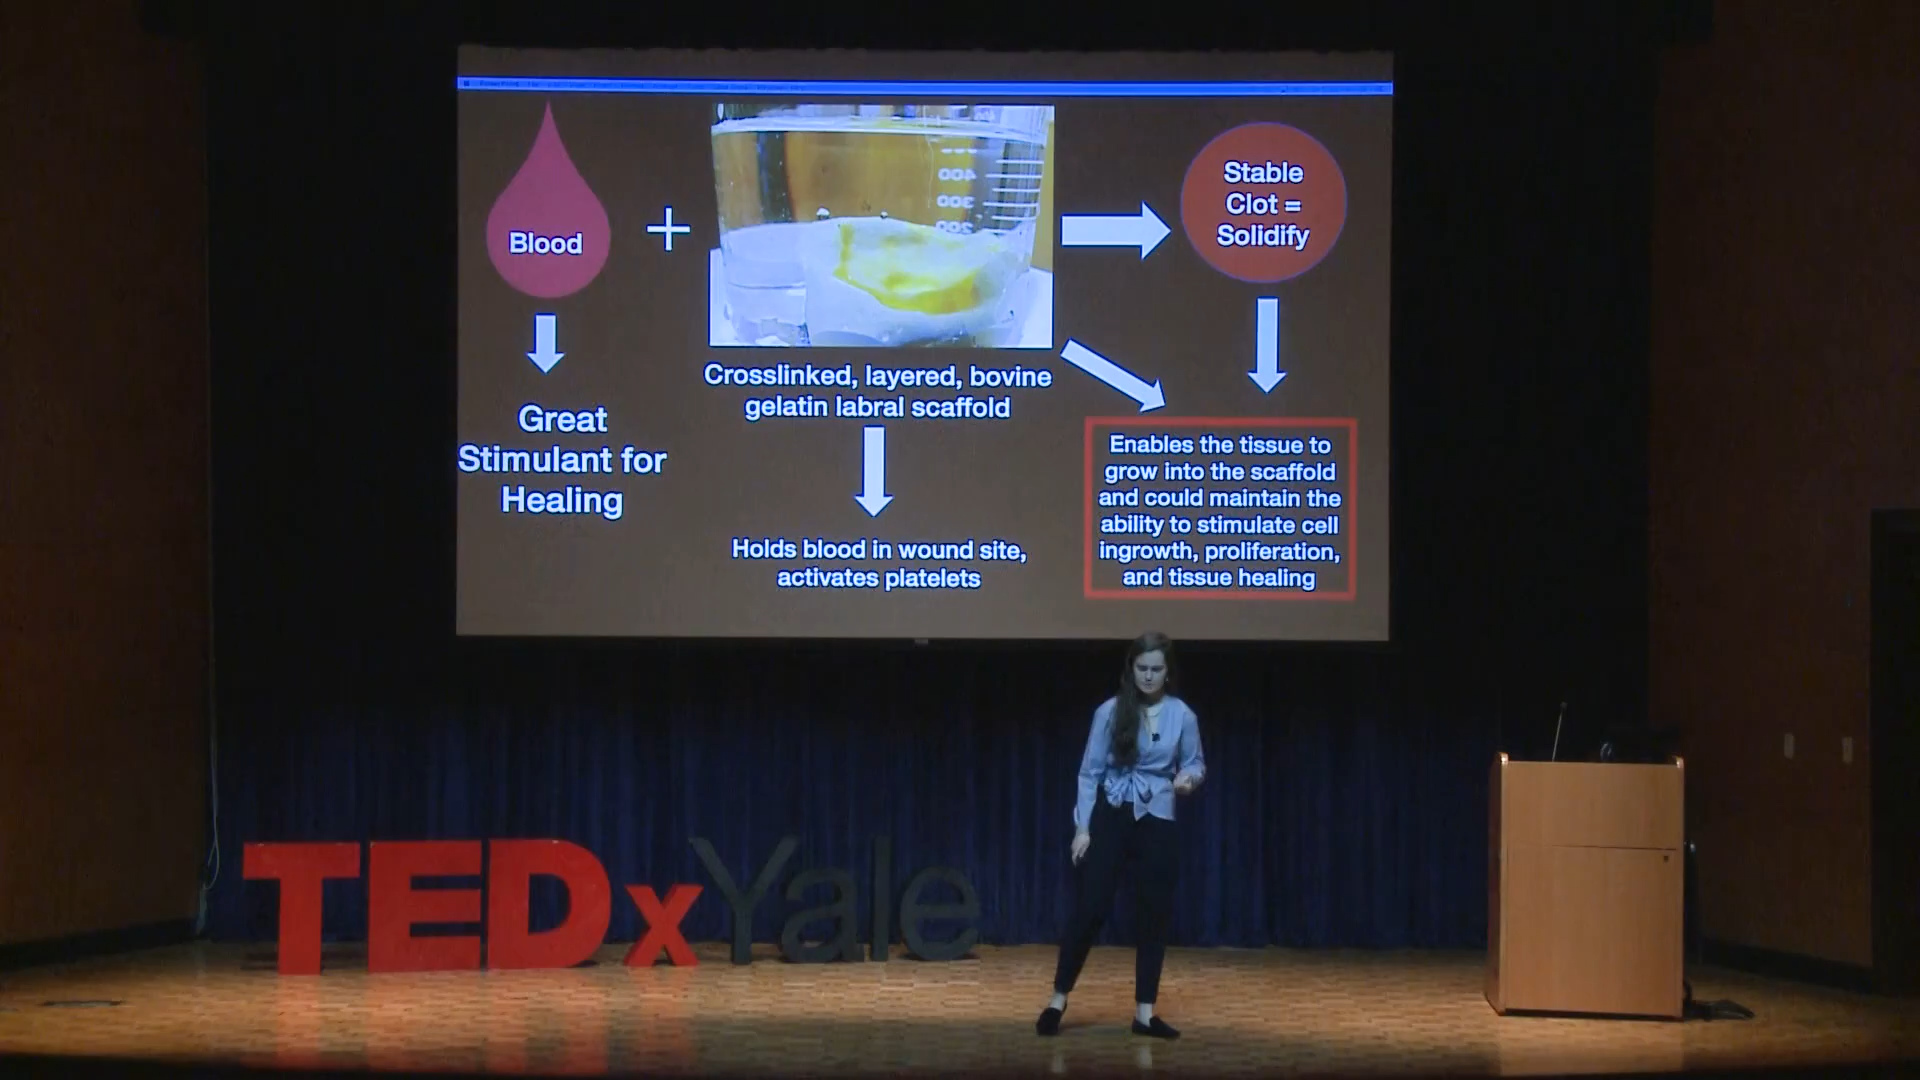 Blood
+
400
300
200
Stable
Clot =
Solidify
Great
Stimulant for
Healing
Crosslinked, layered, bovine
gelatin labral scaffold
Holds blood in wound site,
activates platelets
Enables the tissue to
grow into the scaffold
and could maintain the
ability to stimulate cell
ingrowth, proliferation,
and tissue healing
TEDxYale